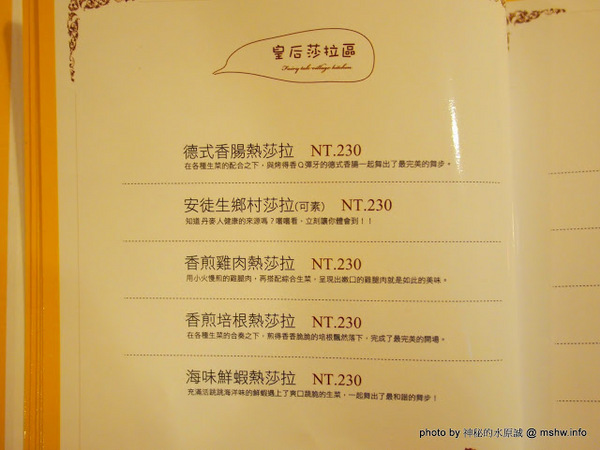 皇后莎拉區
Fairy tale village kitchen
德式香腸熱莎拉 NT.230
在各種生菜的配合之下，與烤得香Q彈牙的德式香腸一起舞出了最完美的舞步。
安徒生鄉村莎拉(可素) NT.230
知道丹麥人健康的來源嗎？嚐嚐看，立刻讓你體會到！！
香煎雞肉熱莎拉 NT.230
用小火慢煎的雞腿肉，再搭配綜合生菜，呈現出嫩口的雞腿肉就是如此的美味。
香煎培根熱莎拉 NT.230
在各種生菜的合奏之下，煎得香香脆脆的培根飄然落下，完成了最完美的開場。
海味鮮蝦熱莎拉 NT.230
充滿活跳跳海洋味的鮮蝦遇上了爽口跳脆的生菜，一起舞出了最和諧的舞步！
photo by 神秘的水原誠 @ mshw.info